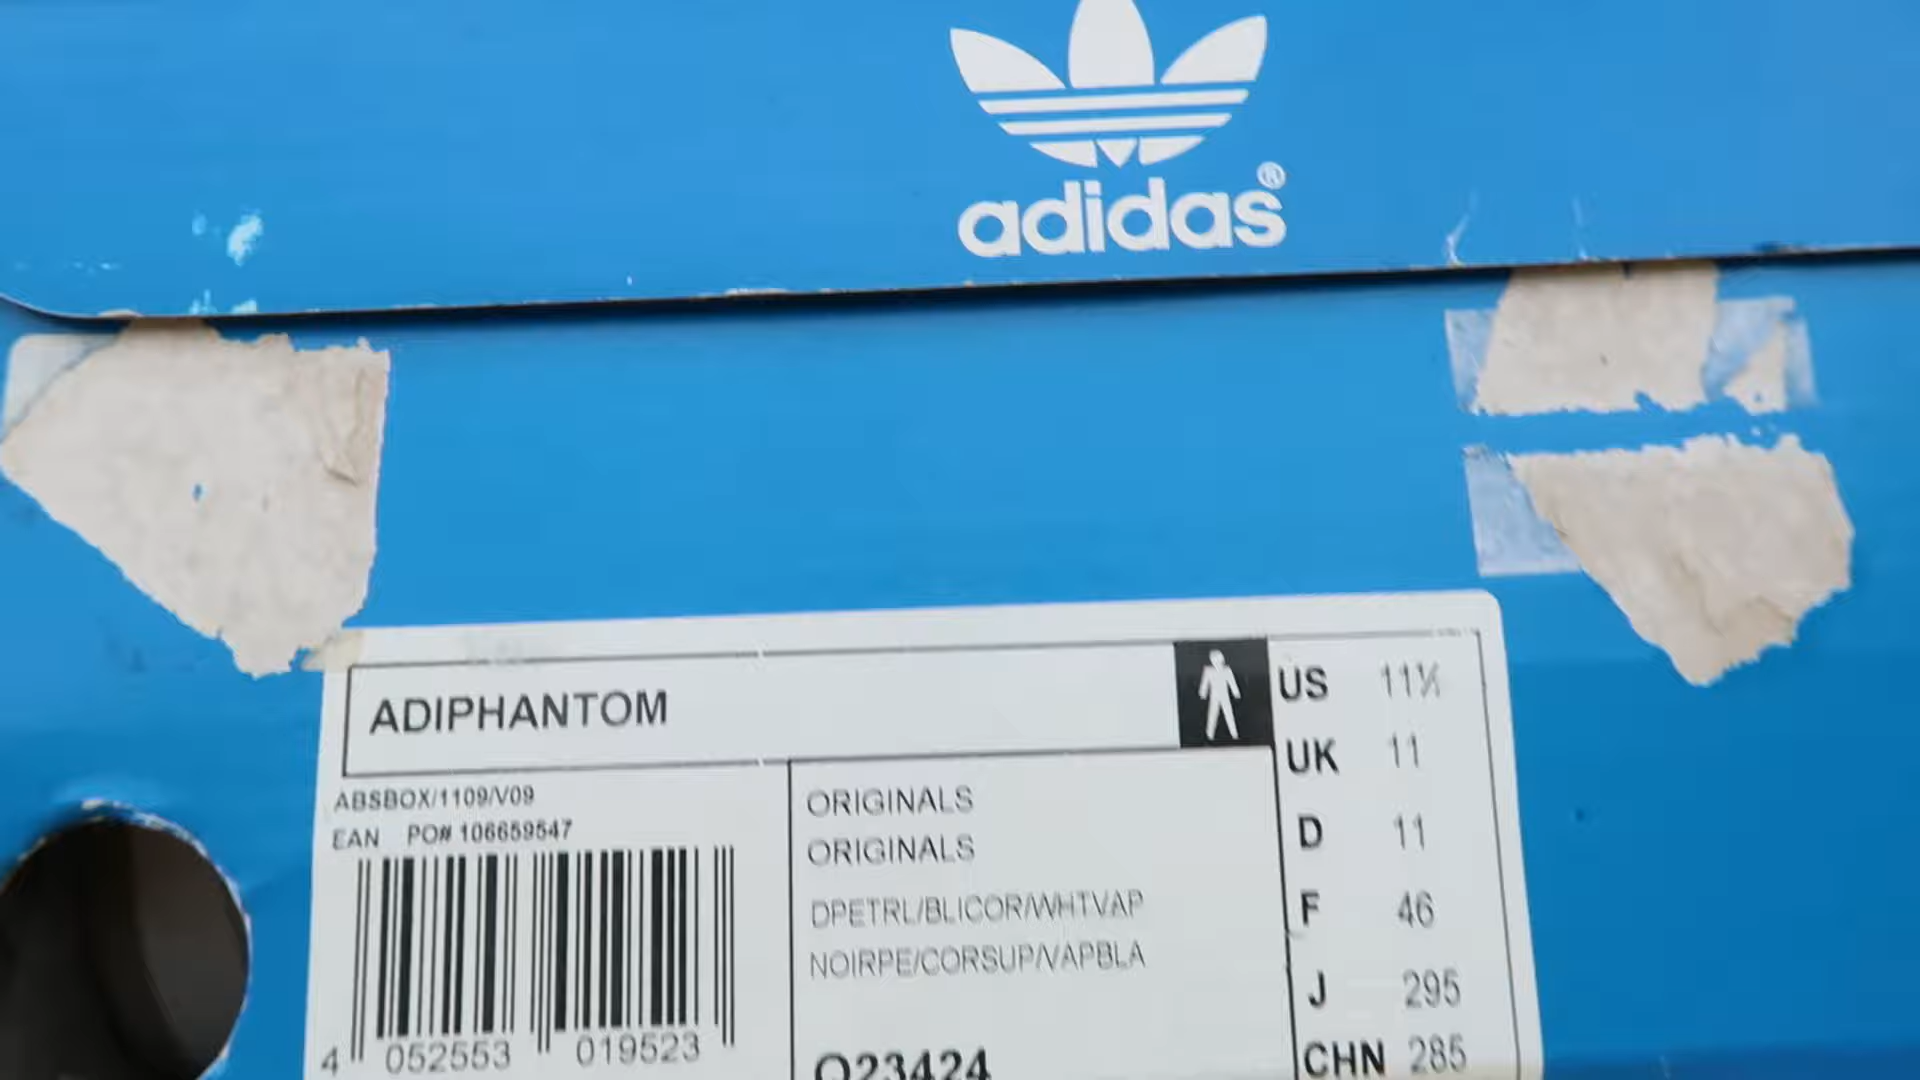 adidas®
ADIPHANTOM
US 11½
UK 11
D 11
F 46
J 295
CHN 285
ABSBOX/1109/V09
EAN PO# 106659547
4 052553 019523
ORIGINALS
ORIGINALS
DPETRL/BLICOR/WHTVAP
NOIRPE/CORSUP/VAPBLA
Q23424